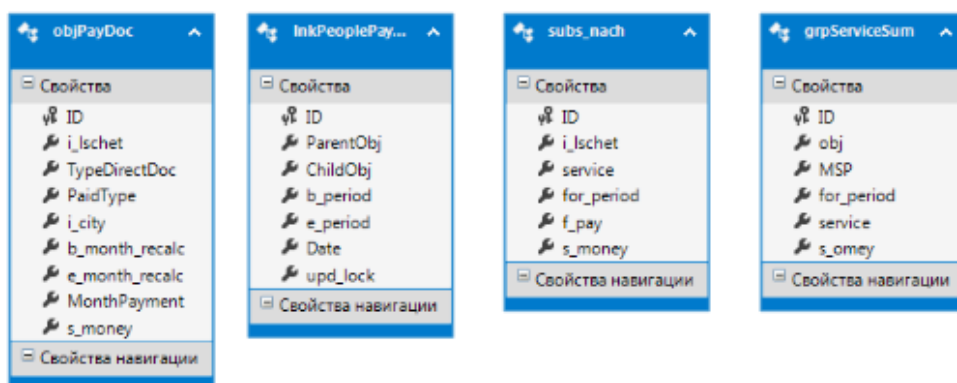 objPayDoc
Свойства
ID
i_lschet
TypeDirectDoc
PaidType
i_city
b_month_recalc
e_month_recalc
MonthPayment
s_money
Свойства навигации
lnkPeoplePay...
Свойства
ID
ParentObj
ChildObj
b_period
e_period
Date
upd_lock
Свойства навигации
subs_nach
Свойства
ID
i_lschet
service
for_period
f_pay
s_money
Свойства навигации
grpServiceSum
Свойства
ID
obj
MSP
for_period
service
s_omey
Свойства навигации